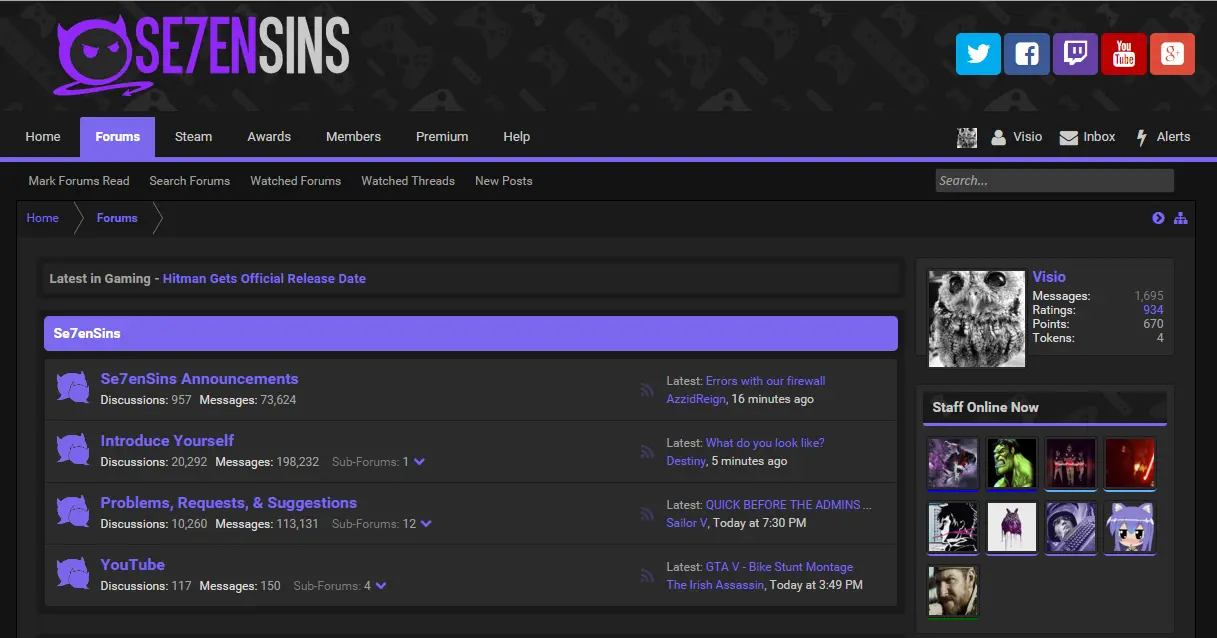 SE7ENSINS
You
Tube
g+
Home Forums Steam Awards Members Premium Help Visio Inbox Alerts
Mark Forums Read Search Forums Watched Forums Watched Threads New Posts Search...
Home Forums
Latest in Gaming - Hitman Gets Official Release Date
Se7enSins
Se7enSins Announcements
Discussions: 957 Messages: 73,624
Latest: Errors with our firewall
AzzidReign, 16 minutes ago
Introduce Yourself
Discussions: 20,292 Messages: 198,232 Sub-Forums: 1
Latest: What do you look like?
Destiny, 5 minutes ago
Problems, Requests, & Suggestions
Discussions: 10,260 Messages: 113,131 Sub-Forums: 12
Latest: QUICK BEFORE THE ADMINS ...
Sailor V, Today at 7:30 PM
YouTube
Discussions: 117 Messages: 150 Sub-Forums: 4
Latest: GTA V - Bike Stunt Montage
The Irish Assassin, Today at 3:49 PM
Visio
Messages: 1,695
Ratings: 934
Points: 670
Tokens: 4
Staff Online Now